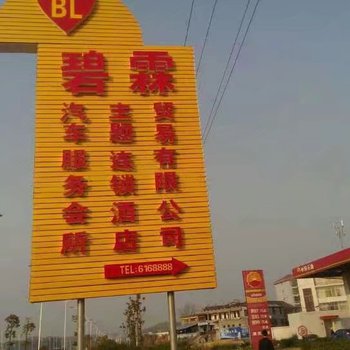 BL
碧霖
贸易有限公司
主题连锁酒店
汽车服务会所
TEL:6168888